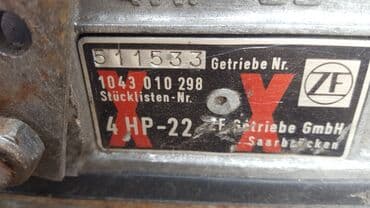 511533 Getriebe Nr.
1043 010 298
Stücklisten-Nr.
ZF
X X
4 HP-22 ZF Getriebe GmbH
Saarbrücken